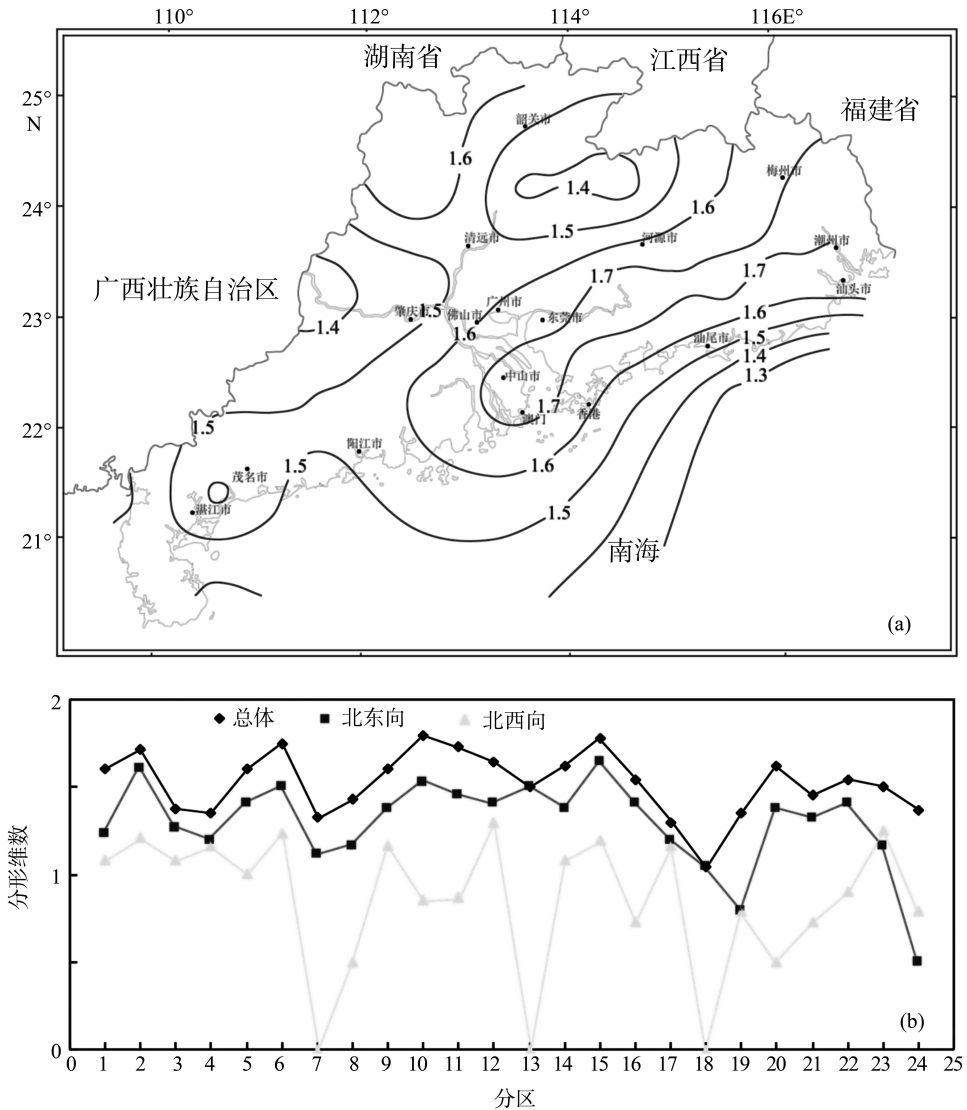 110° 112° 114° 116E°
湖南省
江西省
福建省
25°
N
韶关市
1.6
梅州市
1.4
24°
1.6
1.5
清远市
河源市
潮州市
1.7
1.7
广西壮族自治区
汕头市
广州市
肇庆市
1.5
佛山市
东莞市
1.6
23°
1.4
1.6
汕尾市
1.5
1.4
中山市
1.3
1.7
澳门
香港
22°
1.5
阳江市
1.5
1.6
茂名市
湛江市
1.5
21°
南海
(a)
2
总体 北东向 北西向
分形维数
1
(b)
0
0 1 2 3 4 5 6 7 8 9 10 11 12 13 14 15 16 17 18 19 20 21 22 23 24 25
分区